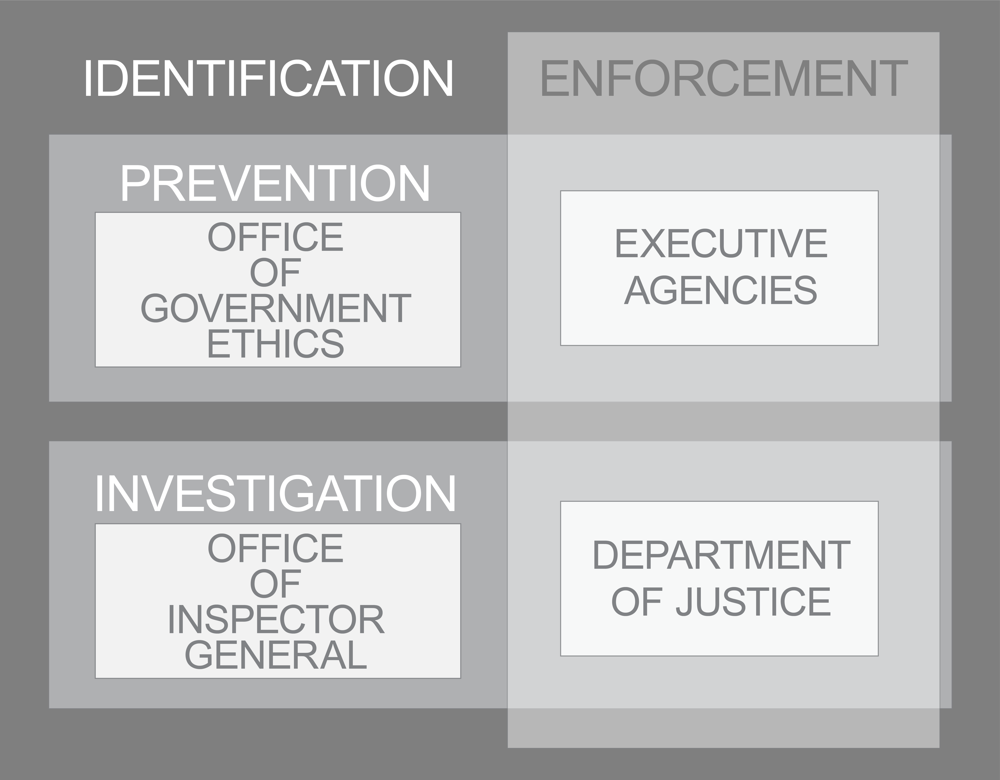 IDENTIFICATION
ENFORCEMENT
PREVENTION
OFFICE
OF
GOVERNMENT
ETHICS
EXECUTIVE
AGENCIES
INVESTIGATION
OFFICE
OF
INSPECTOR
GENERAL
DEPARTMENT
OF JUSTICE